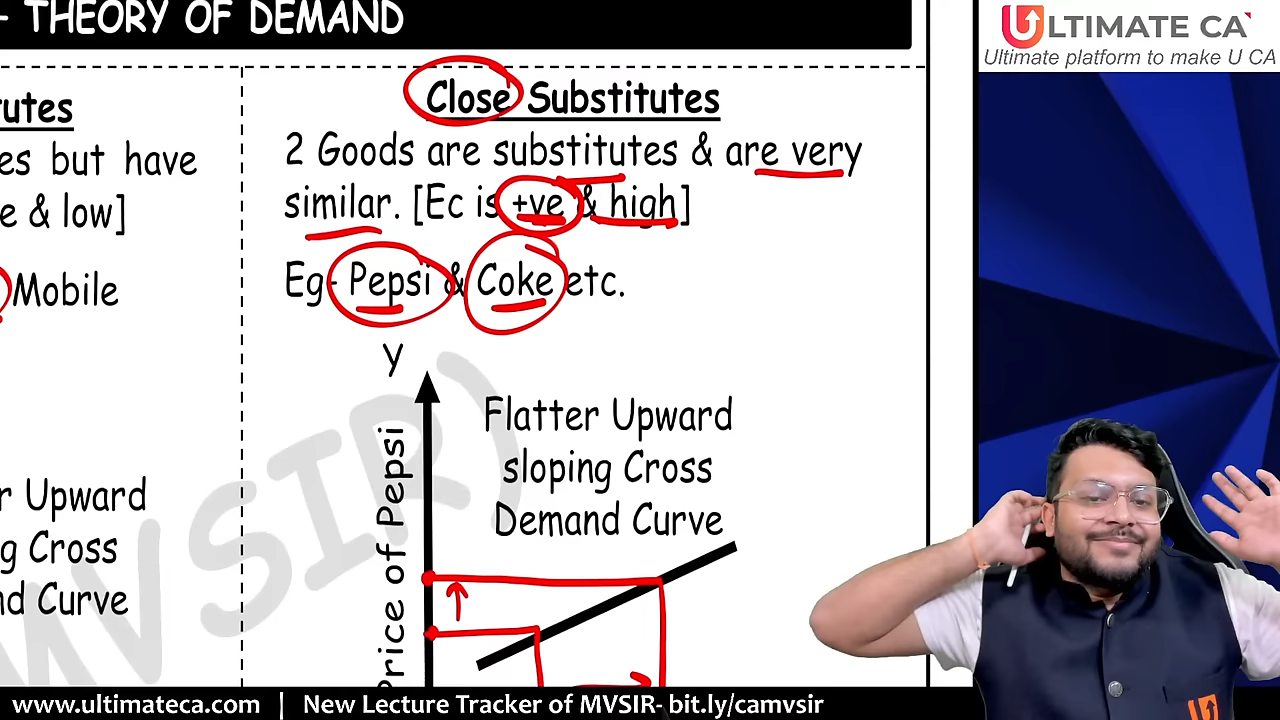 - THEORY OF DEMAND
ULTIMATE CA
Ultimate platform to make U CA
utes
es but have
e & low]
Mobile
r Upward
g Cross
nd Curve
Close Substitutes
2 Goods are substitutes & are very
similar. [Ec is +ve & high]
Eg- Pepsi & Coke etc.
Y
Price of Pepsi
Flatter Upward
sloping Cross
Demand Curve
MVSIR)
www.ultimateca.com | New Lecture Tracker of MVSIR- bit.ly/camvsir